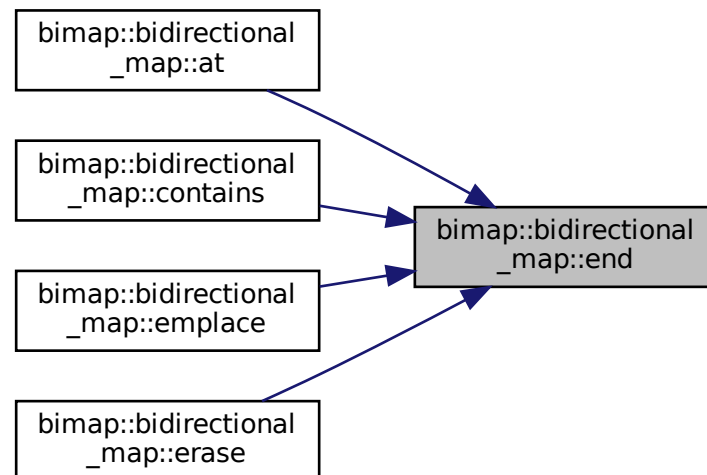 bimap::bidirectional
_map::at
bimap::bidirectional
_map::contains
bimap::bidirectional
_map::end
bimap::bidirectional
_map::emplace
bimap::bidirectional
_map::erase